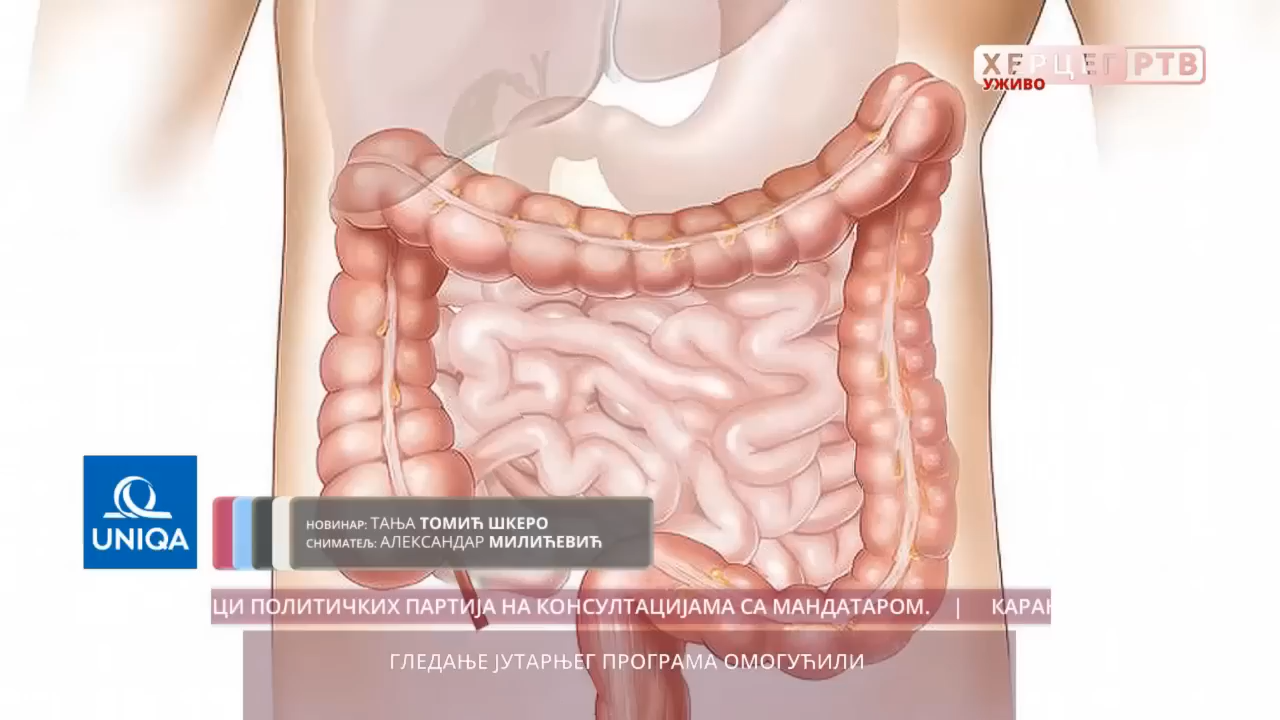 ХЕРЦЕГ РТВ
УЖИВО
UNIQA
НОВИНАР: ТАЊА ТОМИЋ ШКЕРО
СНИМАТЕЉ: АЛЕКСАНДАР МИЛИЋЕВИЋ
ЦИ ПОЛИТИЧКИХ ПАРТИЈА НА КОНСУЛТАЦИЈАМА СА МАНДАТАРОМ. | КАРАН
ГЛЕДАЊЕ ЈУТАРЊЕГ ПРОГРАМА ОМОГУЋИЛИ